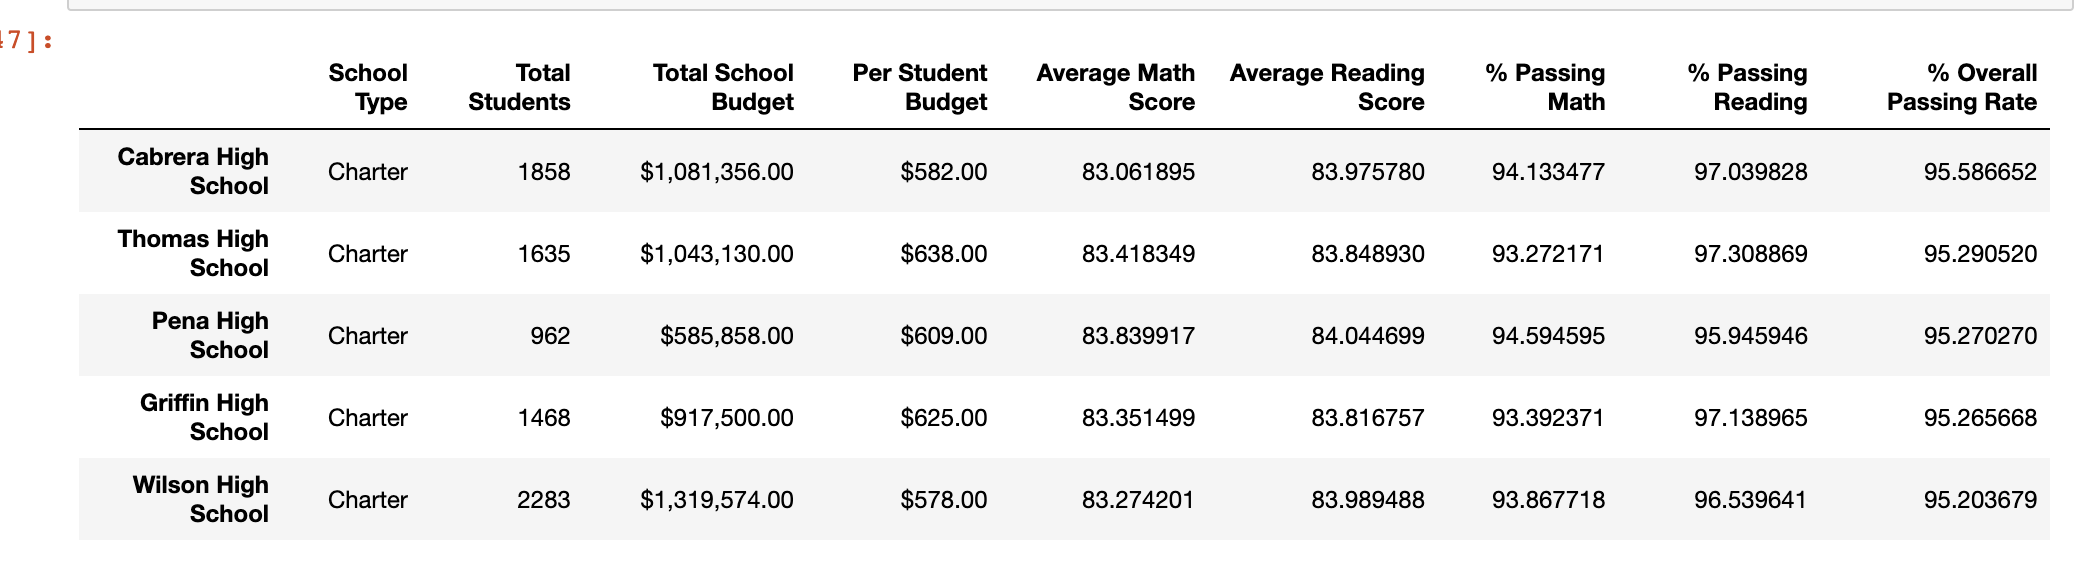 47]:
School Total Total School Per Student Average Math Average Reading % Passing % Passing % Overall
Type Students Budget Budget Score Score Math Reading Passing Rate
Cabrera High
School Charter 1858 $1,081,356.00 $582.00 83.061895 83.975780 94.133477 97.039828 95.586652
Thomas High
School Charter 1635 $1,043,130.00 $638.00 83.418349 83.848930 93.272171 97.308869 95.290520
Pena High
School Charter 962 $585,858.00 $609.00 83.839917 84.044699 94.594595 95.945946 95.270270
Griffin High
School Charter 1468 $917,500.00 $625.00 83.351499 83.816757 93.392371 97.138965 95.265668
Wilson High
School Charter 2283 $1,319,574.00 $578.00 83.274201 83.989488 93.867718 96.539641 95.203679